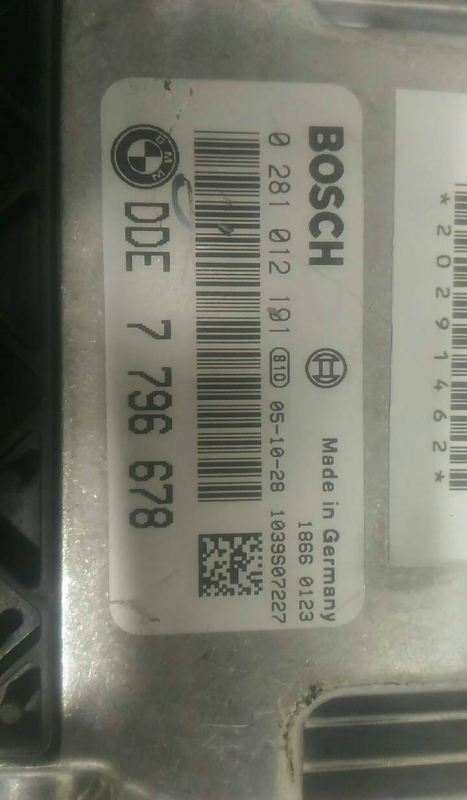 BOSCH
Made in Germany
1866 0123
0 281 012 191 810 05-10-28 1039S07227
BMW
DDE 7 796 678
*20291462*